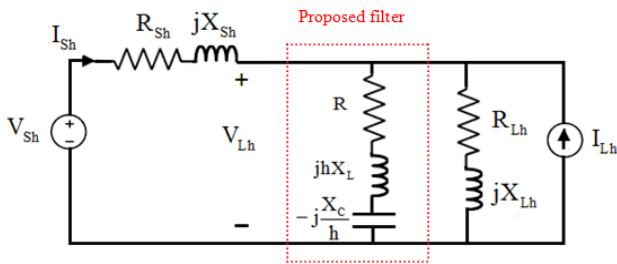 Proposed filter
I_Sh
R_Sh jX_Sh
+
V_Sh
+
−
V_Lh
−
R
jhX_L
-j X_c
h
R_Lh
jX_Lh
I_Lh